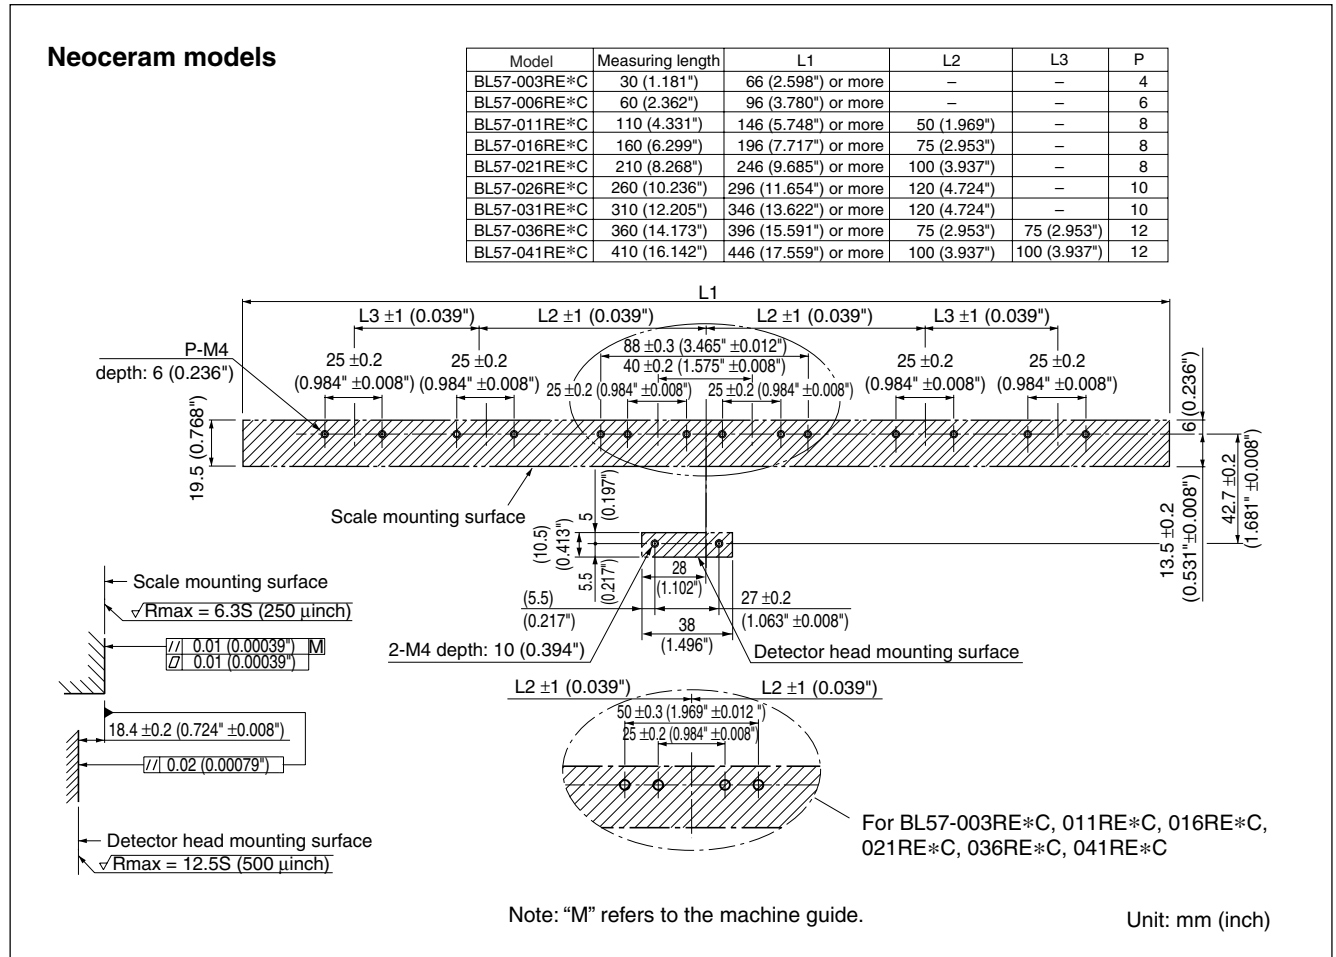 Neoceram models
Model Measuring length L1 L2 L3 P
BL57-003RE*C 30 (1.181") 66 (2.598") or more – – 4
BL57-006RE*C 60 (2.362") 96 (3.780") or more – – 6
BL57-011RE*C 110 (4.331") 146 (5.748") or more 50 (1.969") – 8
BL57-016RE*C 160 (6.299") 196 (7.717") or more 75 (2.953") – 8
BL57-021RE*C 210 (8.268") 246 (9.685") or more 100 (3.937") – 8
BL57-026RE*C 260 (10.236") 296 (11.654") or more 120 (4.724") – 10
BL57-031RE*C 310 (12.205") 346 (13.622") or more 120 (4.724") – 10
BL57-036RE*C 360 (14.173") 396 (15.591") or more 75 (2.953") 75 (2.953") 12
BL57-041RE*C 410 (16.142") 446 (17.559") or more 100 (3.937") 100 (3.937") 12
L1
L3 ±1 (0.039") L2 ±1 (0.039") L2 ±1 (0.039") L3 ±1 (0.039")
P-M4
depth: 6 (0.236")
88 ±0.3 (3.465" ±0.012")
40 ±0.2 (1.575" ±0.008")
25 ±0.2 25 ±0.2 25 ±0.2 25 ±0.2
(0.984" ±0.008") (0.984" ±0.008") (0.984" ±0.008") (0.984" ±0.008")
25 ±0.2 (0.984" ±0.008") 25 ±0.2 (0.984" ±0.008")
6 (0.236")
19.5 (0.768")
13.5 ±0.2
(0.531"±0.008")
42.7 ±0.2
(1.681" ±0.008")
Scale mounting surface
5
(0.197")
(10.5)
(0.413")
5.5
(0.217")
28
(1.102")
(5.5)
(0.217")
27 ±0.2
(1.063" ±0.008")
38
(1.496")
2-M4 depth: 10 (0.394")
Detector head mounting surface
Scale mounting surface
Rmax = 6.3S (250 µinch)
// 0.01 (0.00039") M
0.01 (0.00039")
18.4 ±0.2 (0.724" ±0.008")
// 0.02 (0.00079")
Detector head mounting surface
Rmax = 12.5S (500 µinch)
L2 ±1 (0.039") L2 ±1 (0.039")
50 ±0.3 (1.969" ±0.012 ")
25 ±0.2 (0.984" ±0.008")
For BL57-003RE*C, 011RE*C, 016RE*C,
021RE*C, 036RE*C, 041RE*C
Note: “M” refers to the machine guide.
Unit: mm (inch)